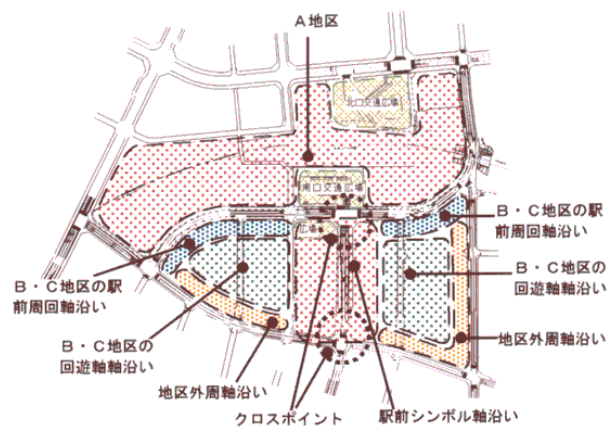 A地区
北口交通広場
南口交通広場
広場
B・C地区の駅
前周回軸沿い
B・C地区の駅
前周回軸沿い
B・C地区の
回遊軸軸沿い
B・C地区の
回遊軸軸沿い
地区外周軸沿い
地区外周軸沿い
クロスポイント
駅前シンボル軸沿い